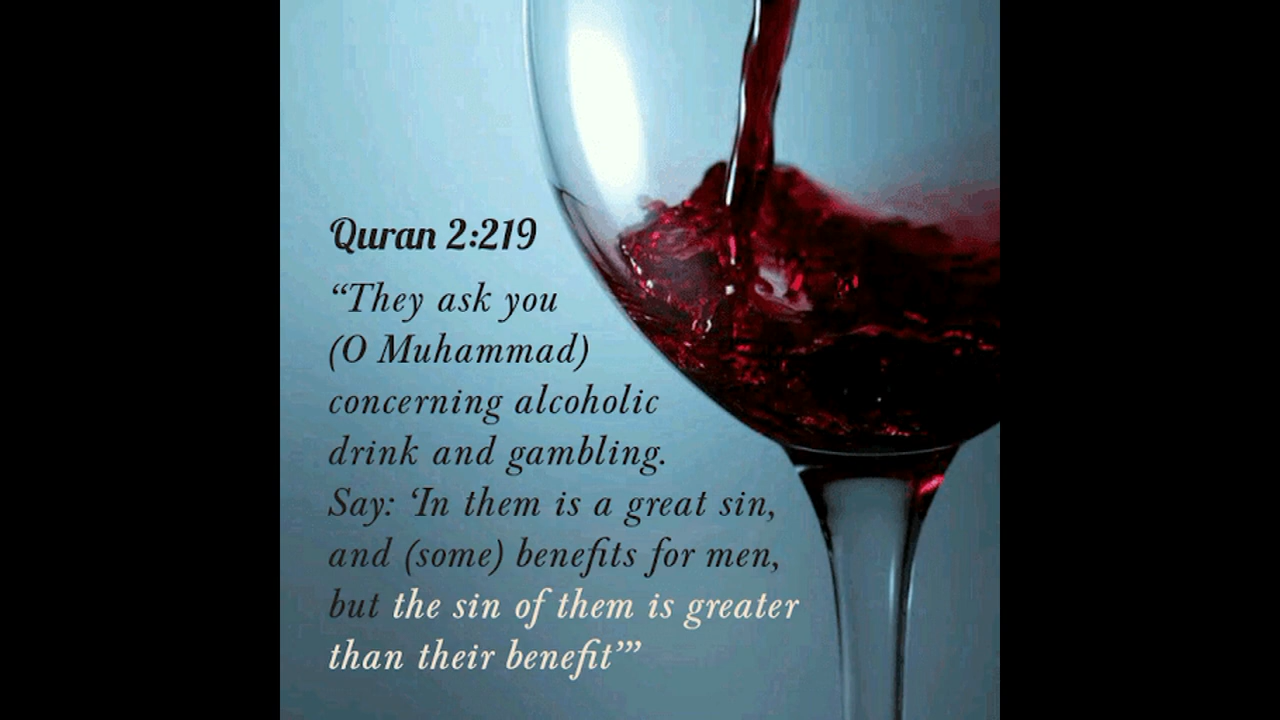 Quran 2:219
“They ask you
(O Muhammad)
concerning alcoholic
drink and gambling.
Say: ‘In them is a great sin,
and (some) benefits for men,
but the sin of them is greater
than their benefit’”